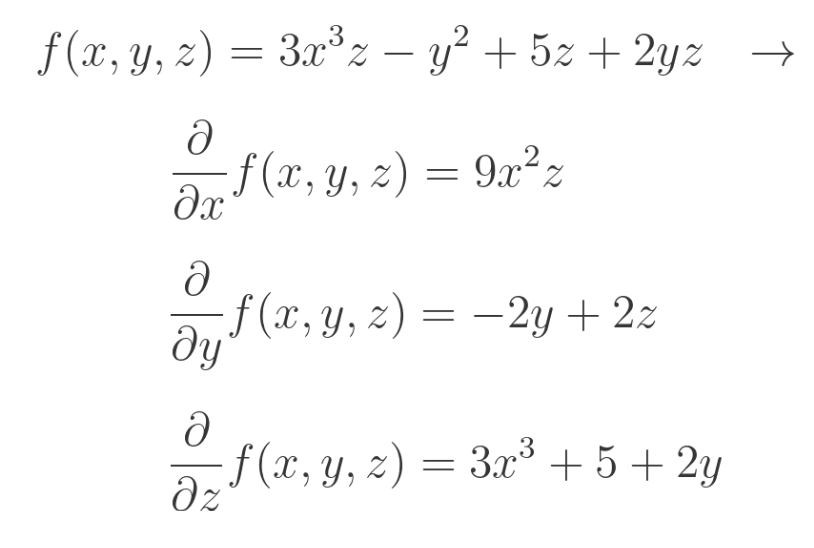 f(x, y, z) = 3x³z − y² + 5z + 2yz →
∂/∂x f(x, y, z) = 9x²z
∂/∂y f(x, y, z) = −2y + 2z
∂/∂z f(x, y, z) = 3x³ + 5 + 2y